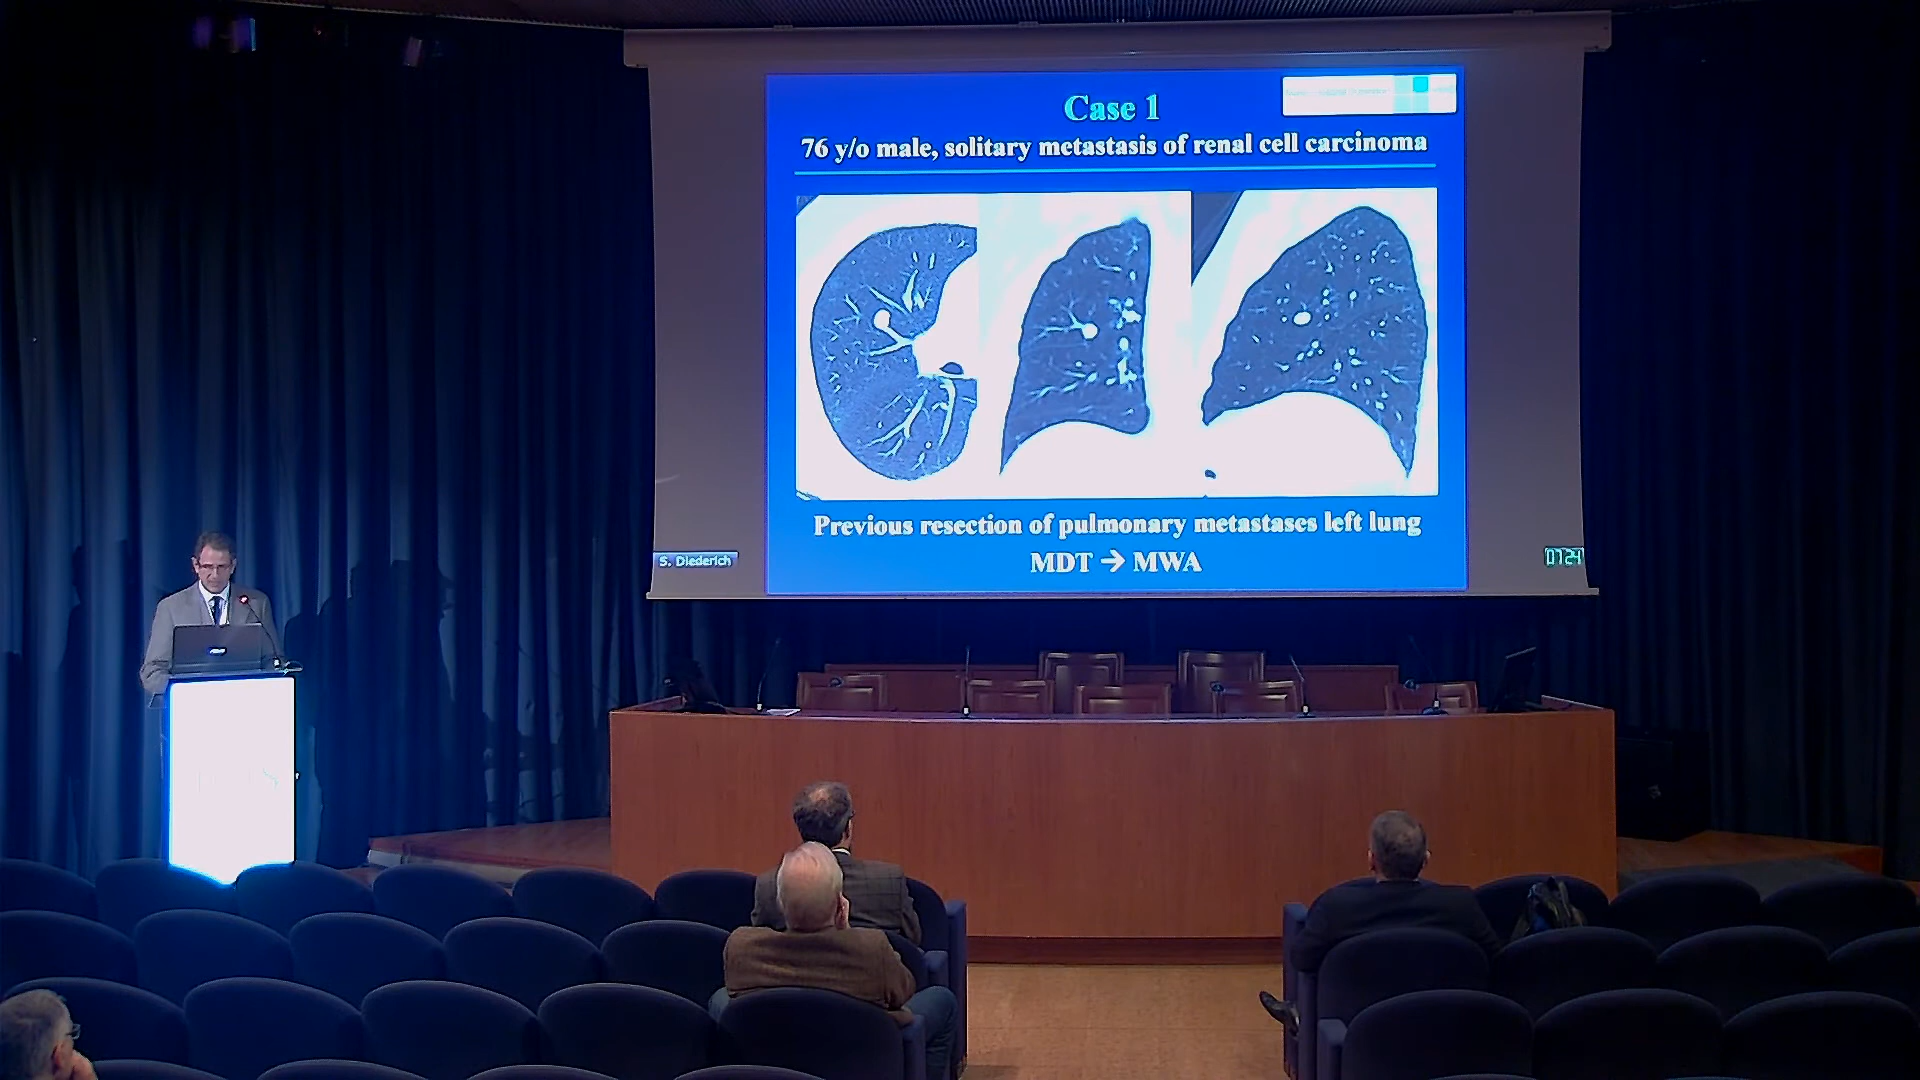 Case 1
76 y/o male, solitary metastasis of renal cell carcinoma
Previous resection of pulmonary metastases left lung
MDT → MWA
S. Diederich
07:24